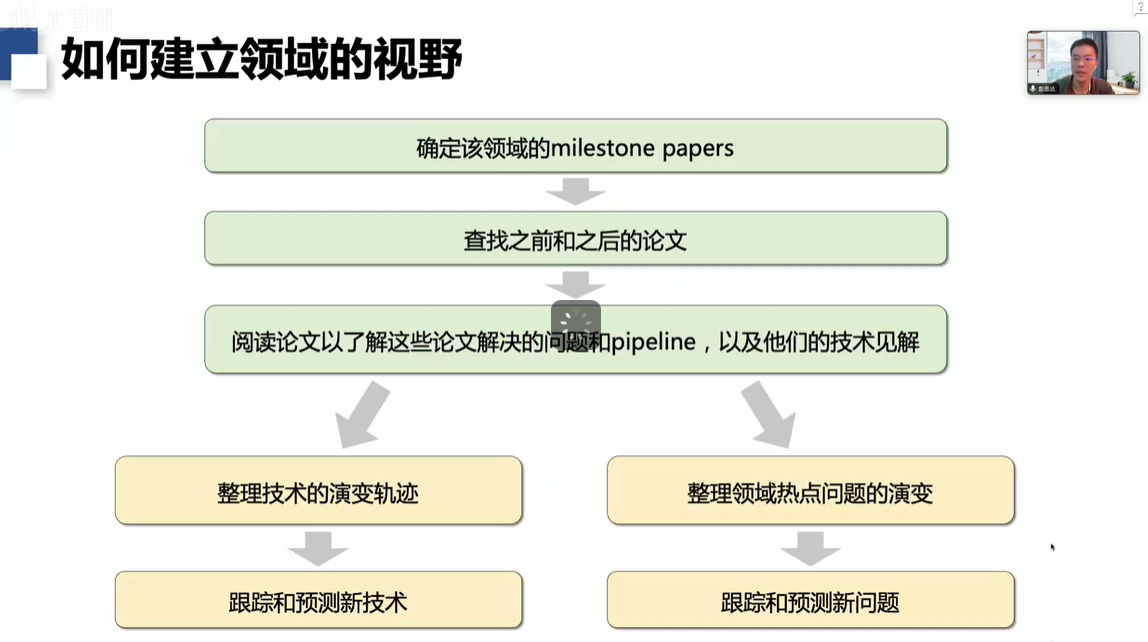 如何建立领域的视野
确定该领域的milestone papers
查找之前和之后的论文
阅读论文以了解这些论文解决的问题和pipeline，以及他们的技术见解
整理技术的演变轨迹
整理领域热点问题的演变
跟踪和预测新技术
跟踪和预测新问题